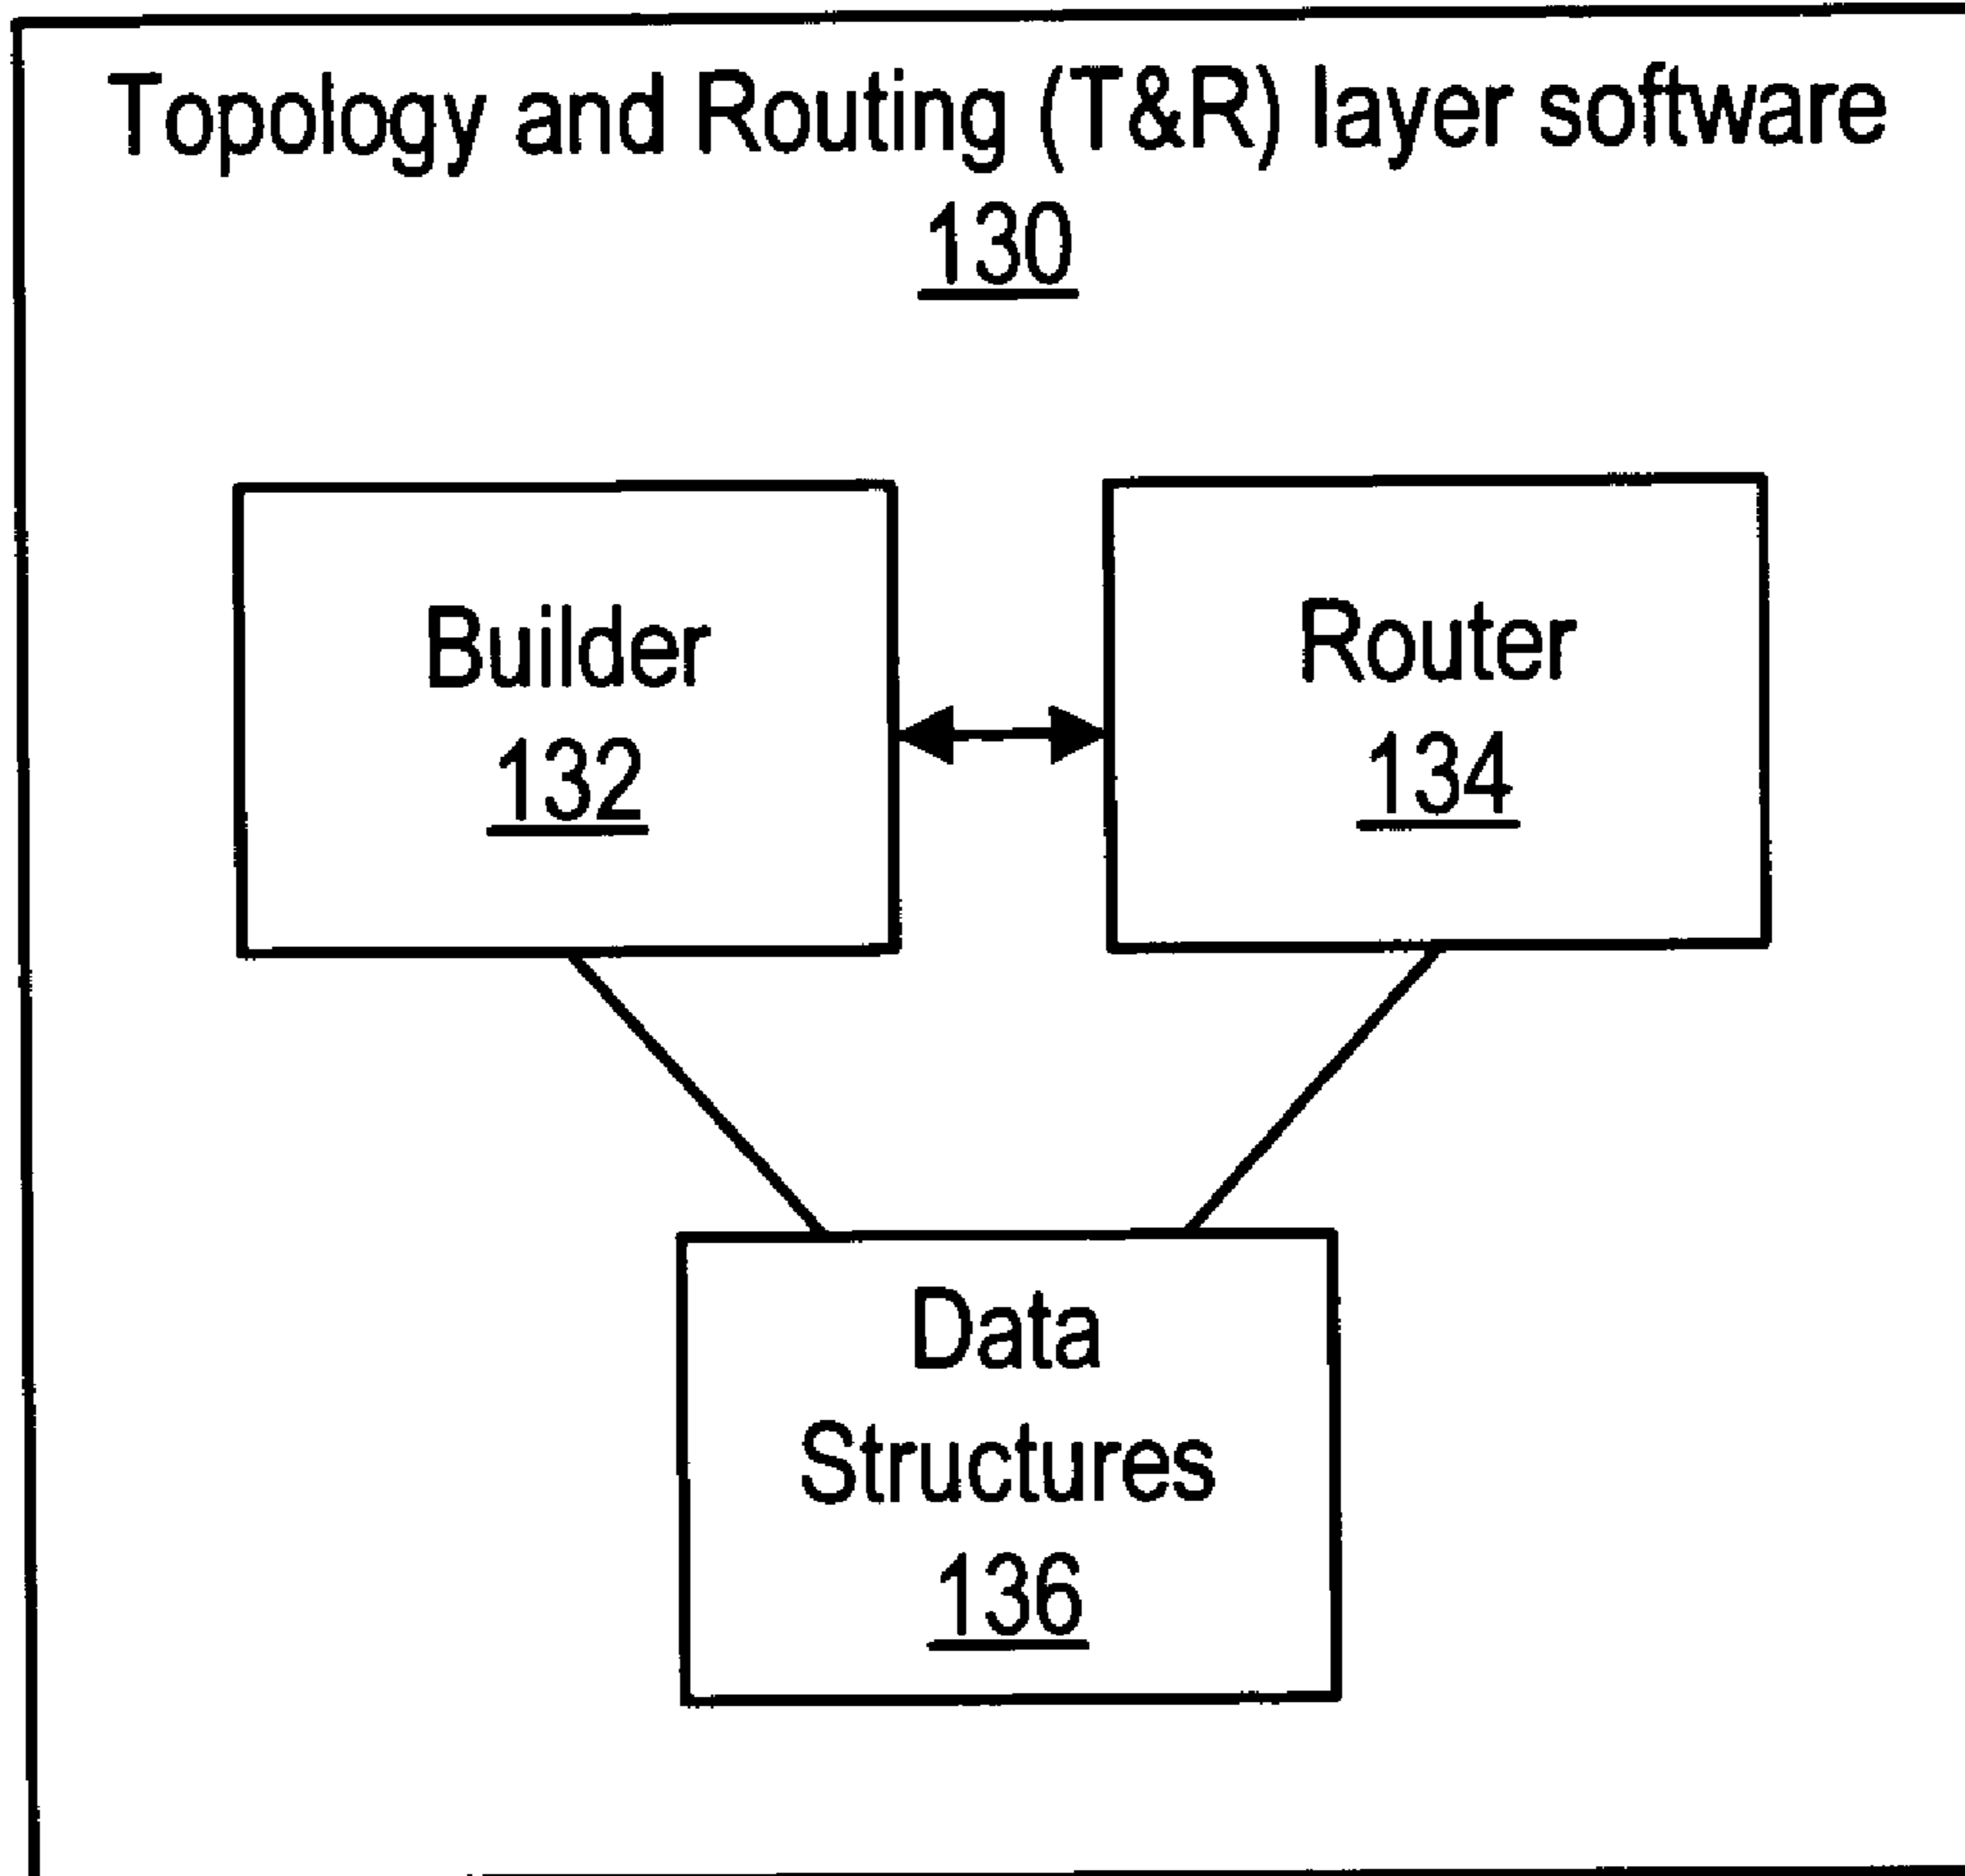 Topology and Routing (T&R) layer software
130
Builder
132
Router
134
Data
Structures
136